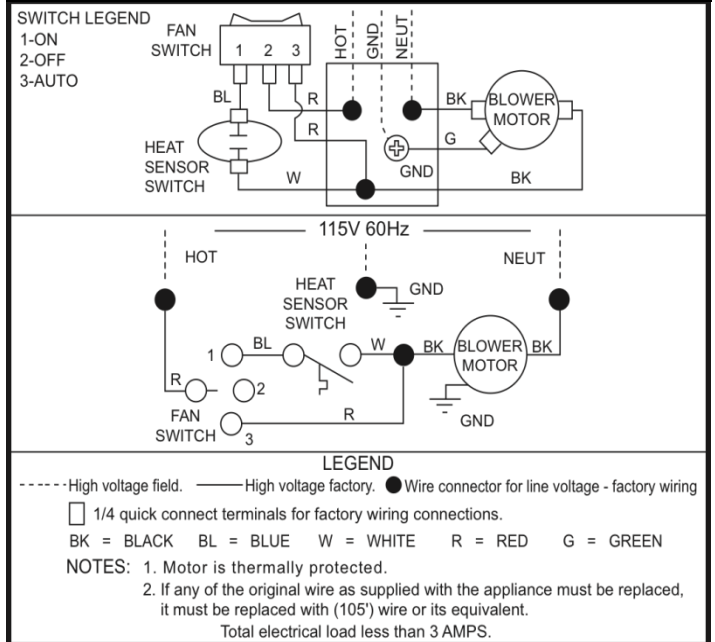 SWITCH LEGEND
1-ON
2-OFF
3-AUTO
FAN
SWITCH
1 2 3
HOT
GND
NEUT
BL
R
R
BK
BLOWER
MOTOR
G
GND
HEAT
SENSOR
SWITCH
W
BK
115V 60Hz
HOT
NEUT
HEAT
SENSOR
SWITCH
GND
1
BL
W
BK
BLOWER
MOTOR
BK
R
2
FAN
SWITCH
3
R
GND
LEGEND
High voltage field.
High voltage factory.
Wire connector for line voltage - factory wiring
1/4 quick connect terminals for factory wiring connections.
BK = BLACK BL = BLUE W = WHITE R = RED G = GREEN
NOTES: 1. Motor is thermally protected.
2. If any of the original wire as supplied with the appliance must be replaced,
it must be replaced with (105') wire or its equivalent.
Total electrical load less than 3 AMPS.